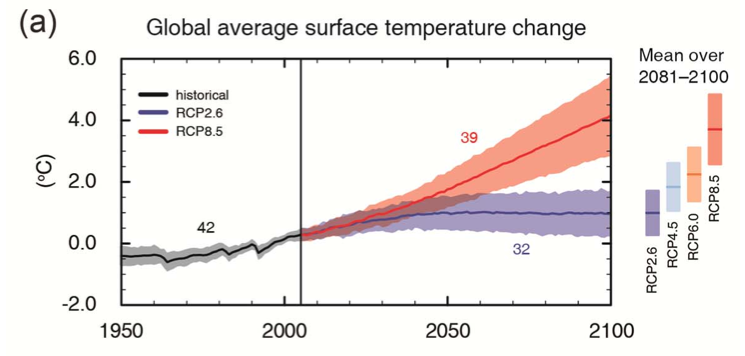 (a) Global average surface temperature change
6.0
4.0
2.0
0.0
-2.0
(oC)
historical
RCP2.6
RCP8.5
42
39
32
1950
2000
2050
2100
Mean over
2081–2100
RCP2.6
RCP4.5
RCP6.0
RCP8.5